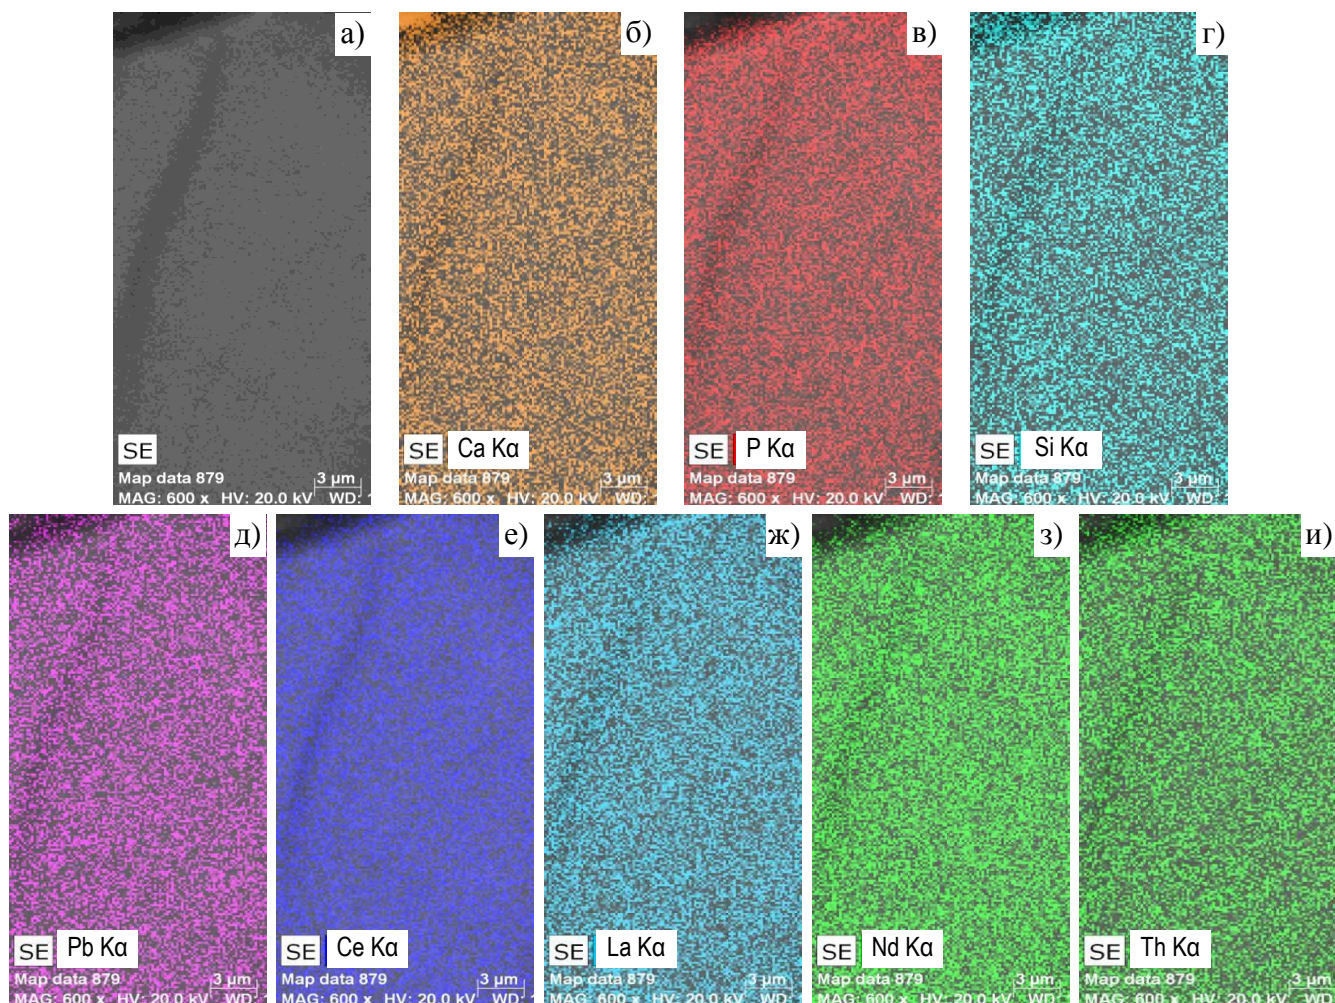 а)
SE
Map data 879
3 µm
MAG: 600 x HV: 20.0 kV WD:
б)
SE Ca Kα
Map data 879
3 µm
MAG: 600 x HV: 20.0 kV WD:
в)
SE P Kα
Map data 879
3 µm
MAG: 600 x HV: 20.0 kV WD:
г)
SE Si Kα
Map data 879
3 µm
MAG: 600 x HV: 20.0 kV WD:
д)
SE Pb Kα
Map data 879
3 µm
MAG: 600 x HV: 20.0 kV WD:
е)
SE Ce Kα
Map data 879
3 µm
MAG: 600 x HV: 20.0 kV WD:
ж)
SE La Kα
Map data 879
3 µm
MAG: 600 x HV: 20.0 kV WD:
з)
SE Nd Kα
Map data 879
3 µm
MAG: 600 x HV: 20.0 kV WD:
и)
SE Th Kα
Map data 879
3 µm
MAG: 600 x HV: 20.0 kV WD: